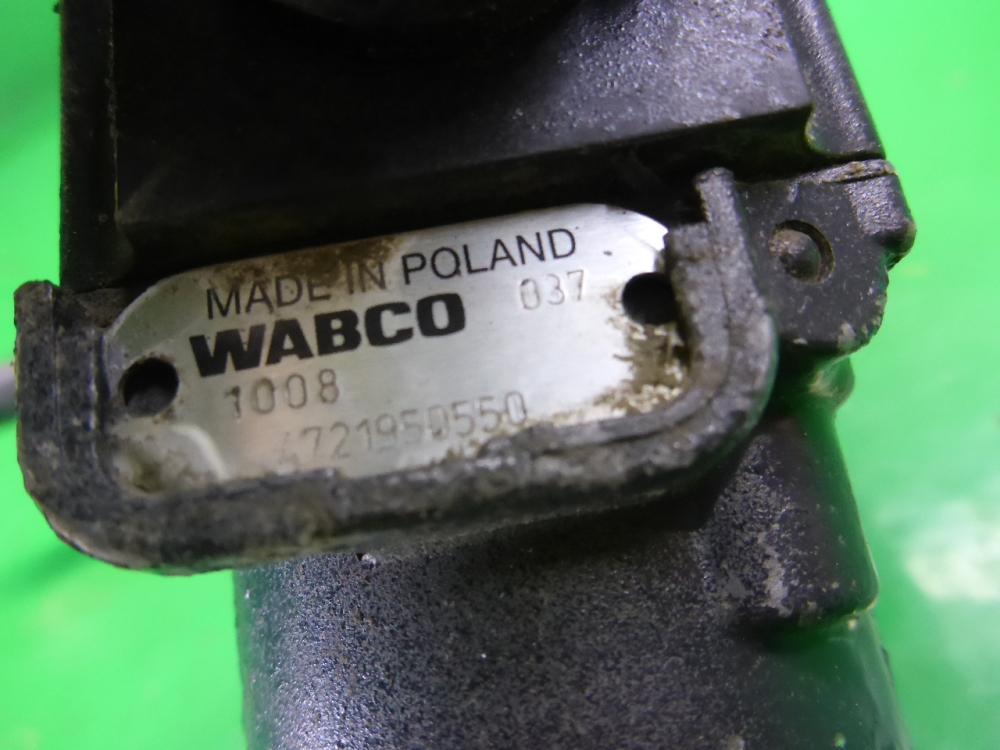 MADE IN POLAND
WABCO 037
1008
4721950550